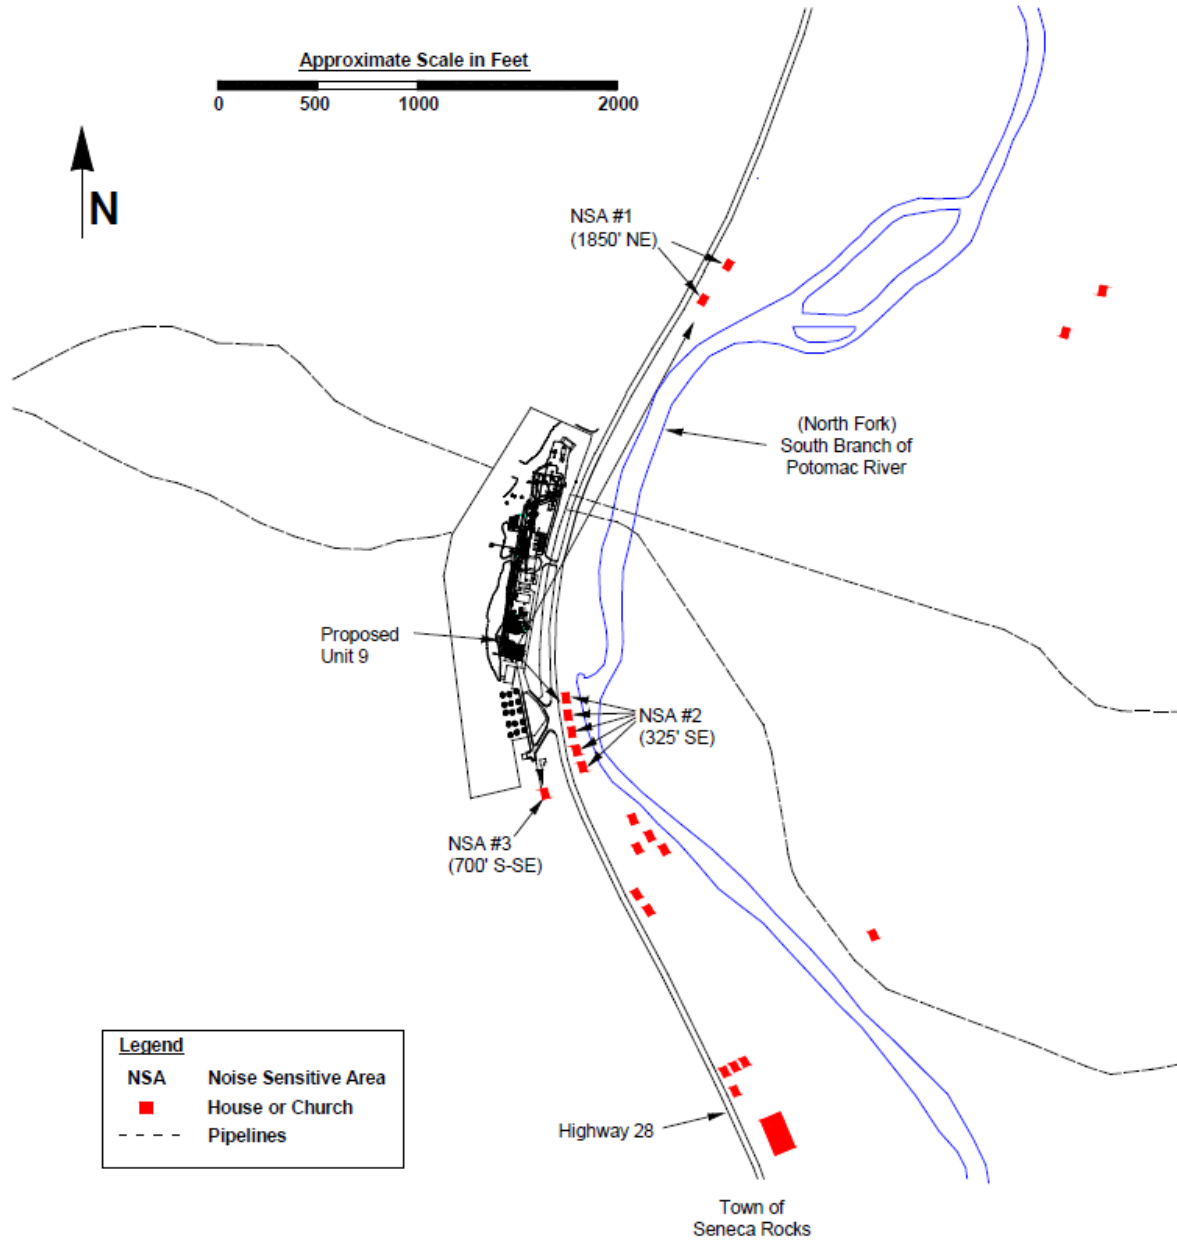 Approximate Scale in Feet
0 500 1000 2000
N
NSA #1
(1850' NE)
(North Fork)
South Branch of
Potomac River
Proposed
Unit 9
NSA #2
(325' SE)
NSA #3
(700' S-SE)
Legend
NSA Noise Sensitive Area
House or Church
Pipelines
Highway 28
Town of
Seneca Rocks